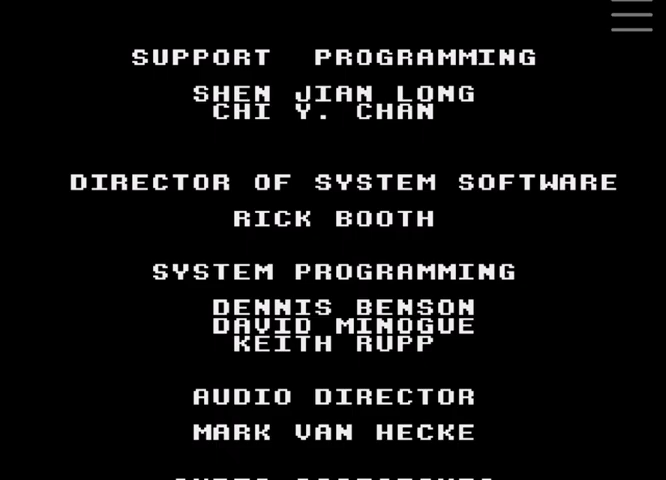 SUPPORT PROGRAMMING
SHEN JIAN LONG
CHI Y. CHAN
DIRECTOR OF SYSTEM SOFTWARE
RICK BOOTH
SYSTEM PROGRAMMING
DENNIS BENSON
DAVID MINOGUE
KEITH RUPP
AUDIO DIRECTOR
MARK VAN HECKE